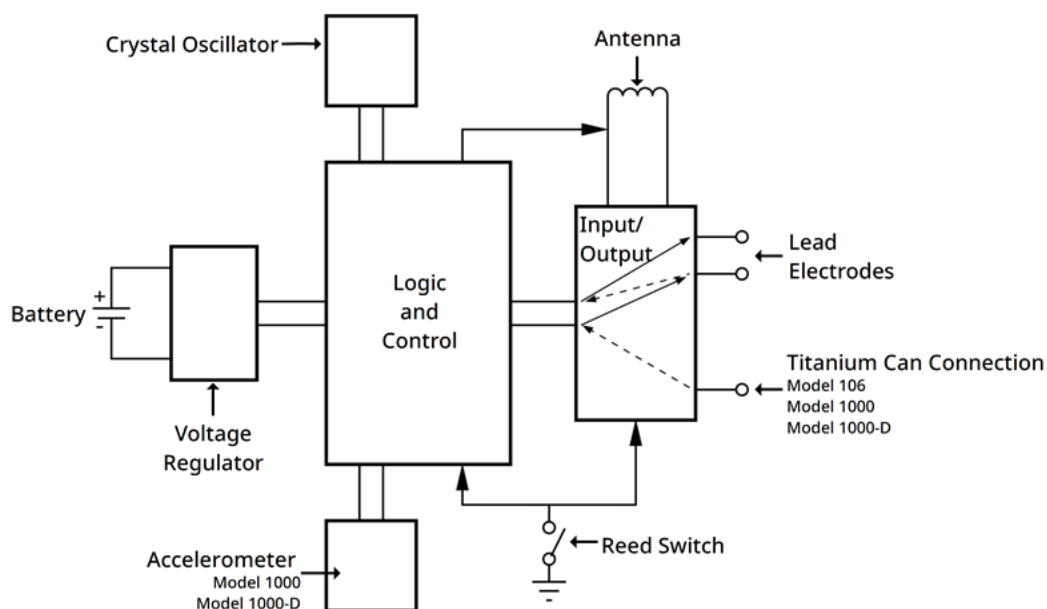 Crystal Oscillator
Antenna
Input/
Output
Lead
Electrodes
Logic
and
Control
+
Battery
-
Titanium Can Connection
Model 106
Model 1000
Model 1000-D
Voltage
Regulator
Reed Switch
Accelerometer
Model 1000
Model 1000-D